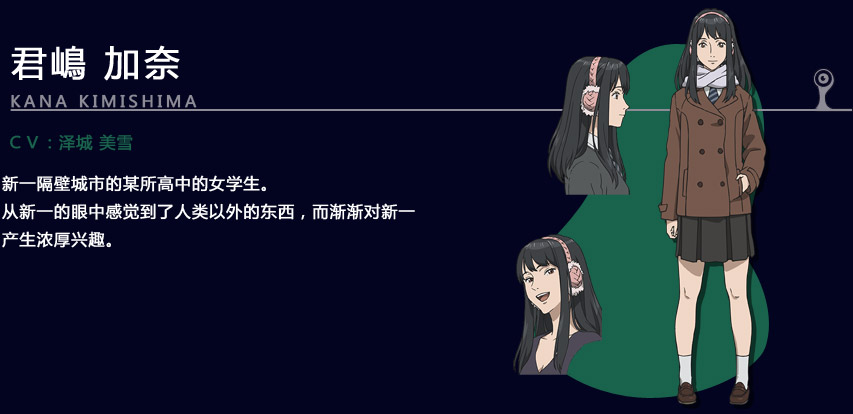 君嶋 加奈
KANA KIMISHIMA
CV：泽城 美雪
新一隔壁城市的某所高中的女学生。
从新一的眼中感觉到了人类以外的东西，而渐渐对新一
产生浓厚兴趣。